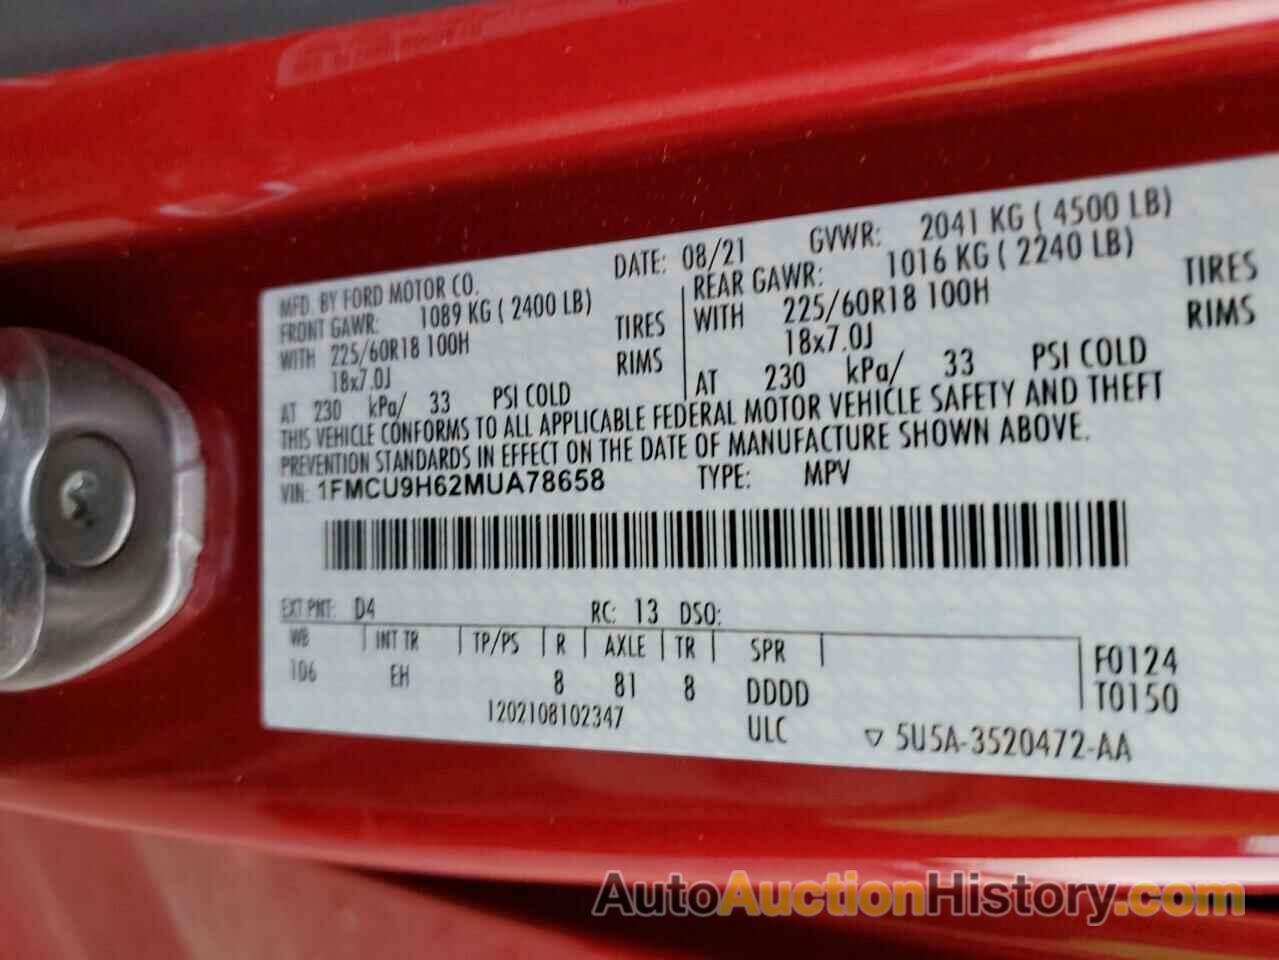 MFD. BY FORD MOTOR CO. DATE: 08/21 GVWR: 2041 KG ( 4500 LB)
FRONT GAWR: 1089 KG ( 2400 LB) REAR GAWR: 1016 KG ( 2240 LB)
WITH 225/60R18 100H TIRES WITH 225/60R18 100H TIRES
18x7.0J RIMS 18x7.0J RIMS
AT 230 kPa/ 33 PSI COLD AT 230 kPa/ 33 PSI COLD
THIS VEHICLE CONFORMS TO ALL APPLICABLE FEDERAL MOTOR VEHICLE SAFETY AND THEFT
PREVENTION STANDARDS IN EFFECT ON THE DATE OF MANUFACTURE SHOWN ABOVE.
VIN: 1FMCU9H62MUA78658 TYPE: MPV
EXT PNT: D4 RC: 13 DSO:
WB INT TR TP/PS R AXLE TR SPR F0124
106 EH 8 81 8 DDDD T0150
1202108102347 ULC ▽ 5U5A-3520472-AA
AutoAuctionHistory.com